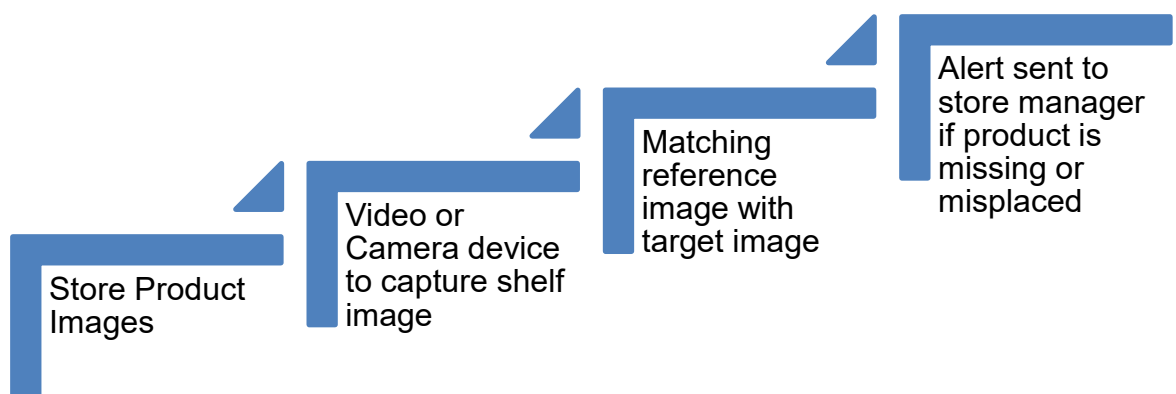 Store Product
Images
Video or
Camera device
to capture shelf
image
Matching
reference
image with
target image
Alert sent to
store manager
if product is
missing or
misplaced